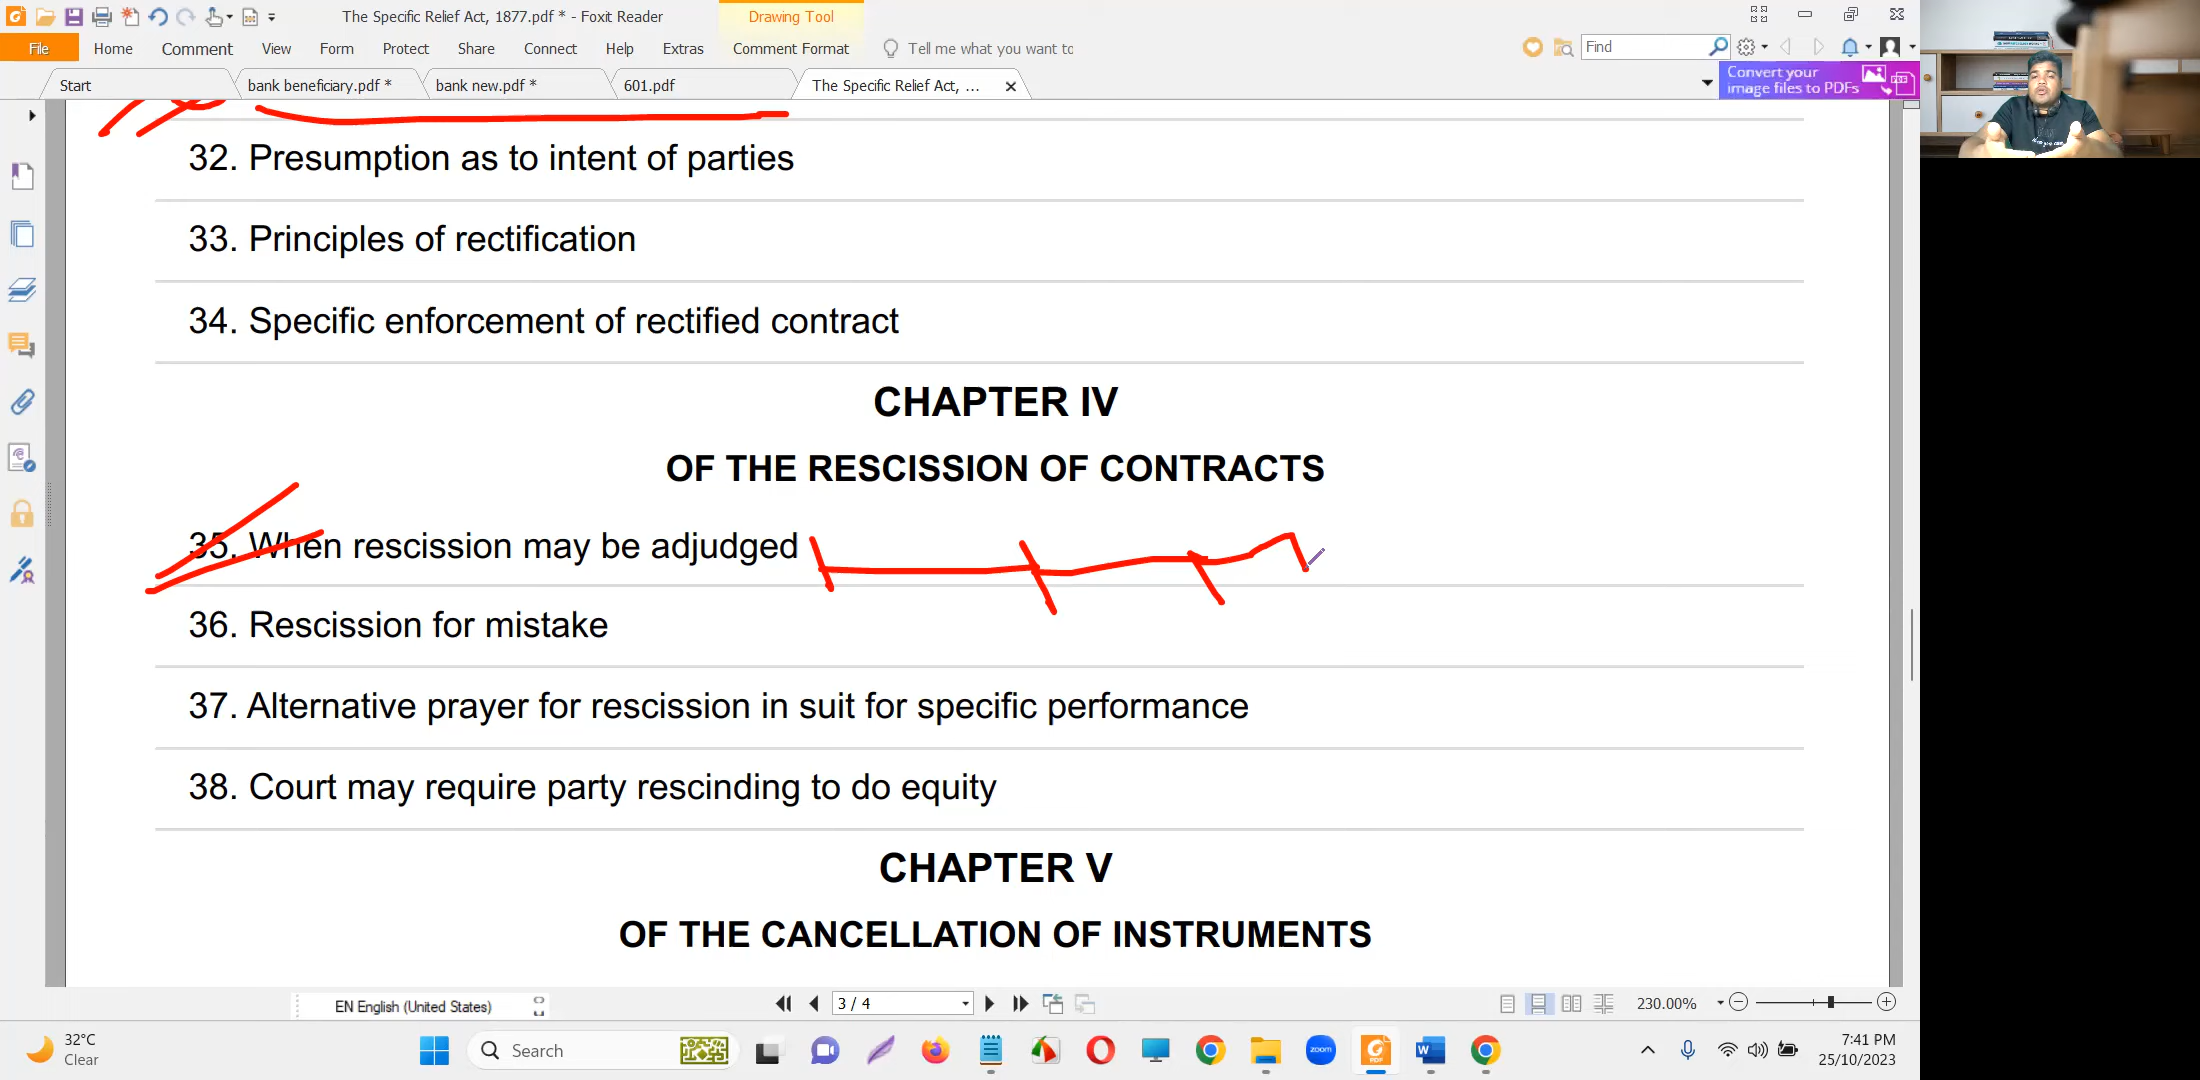 The Specific Relief Act, 1877.pdf * - Foxit Reader
Drawing Tool
File
Home
Comment
View
Form
Protect
Share
Connect
Help
Extras
Comment Format
Tell me what you want to
Find
Start
bank beneficiary.pdf *
bank new.pdf *
601.pdf
The Specific Relief Act, ...
Convert your
image files to PDFs
32. Presumption as to intent of parties
33. Principles of rectification
34. Specific enforcement of rectified contract
CHAPTER IV
OF THE RESCISSION OF CONTRACTS
35. When rescission may be adjudged
36. Rescission for mistake
37. Alternative prayer for rescission in suit for specific performance
38. Court may require party rescinding to do equity
CHAPTER V
OF THE CANCELLATION OF INSTRUMENTS
EN English (United States)
3 / 4
230.00%
32°C
Clear
Search
zoom
7:41 PM
25/10/2023